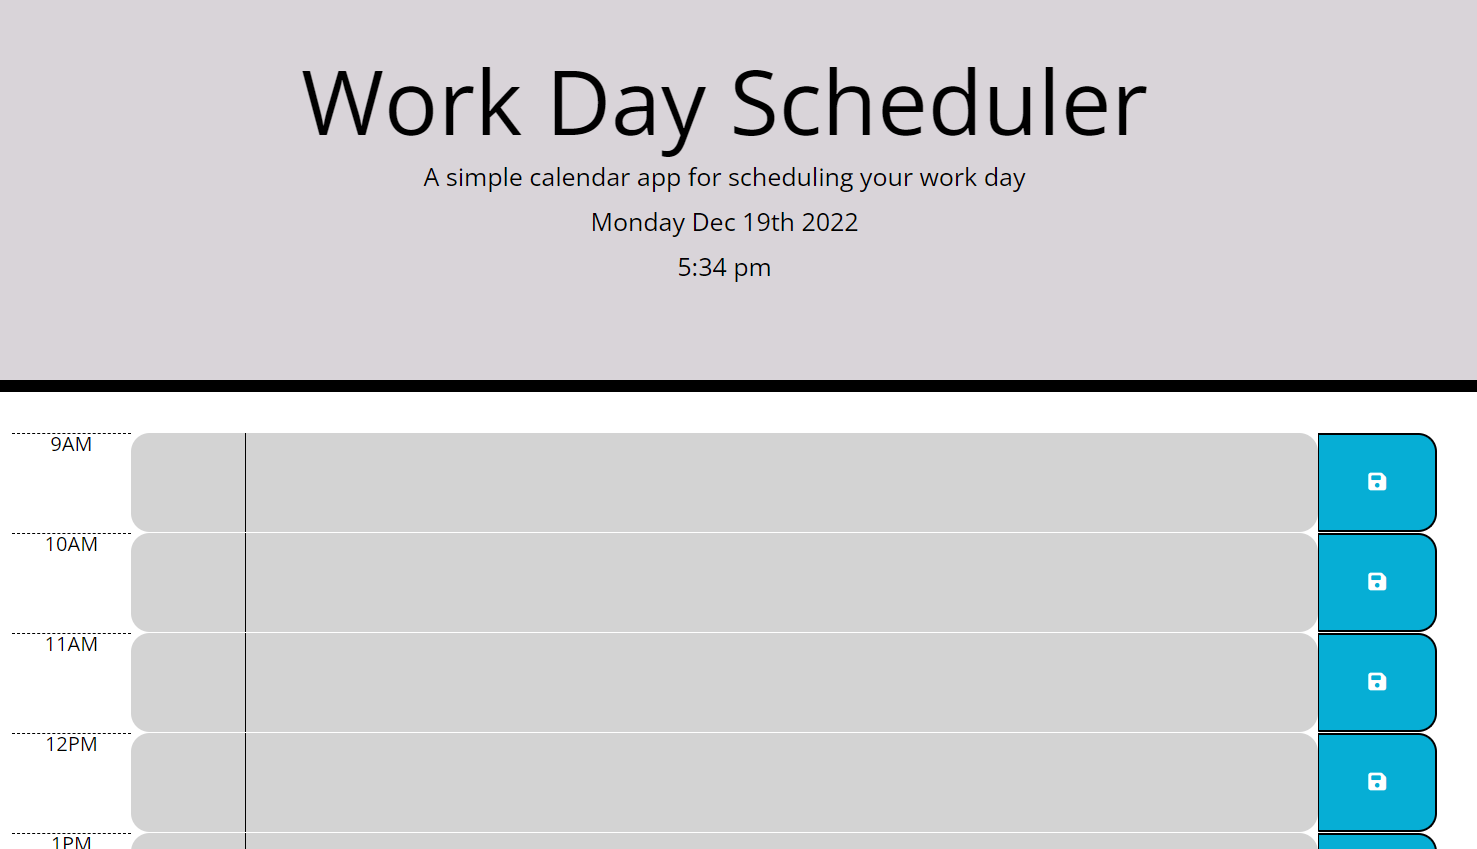 Work Day Scheduler
A simple calendar app for scheduling your work day
Monday Dec 19th 2022
5:34 pm
9AM
10AM
11AM
12PM
1PM